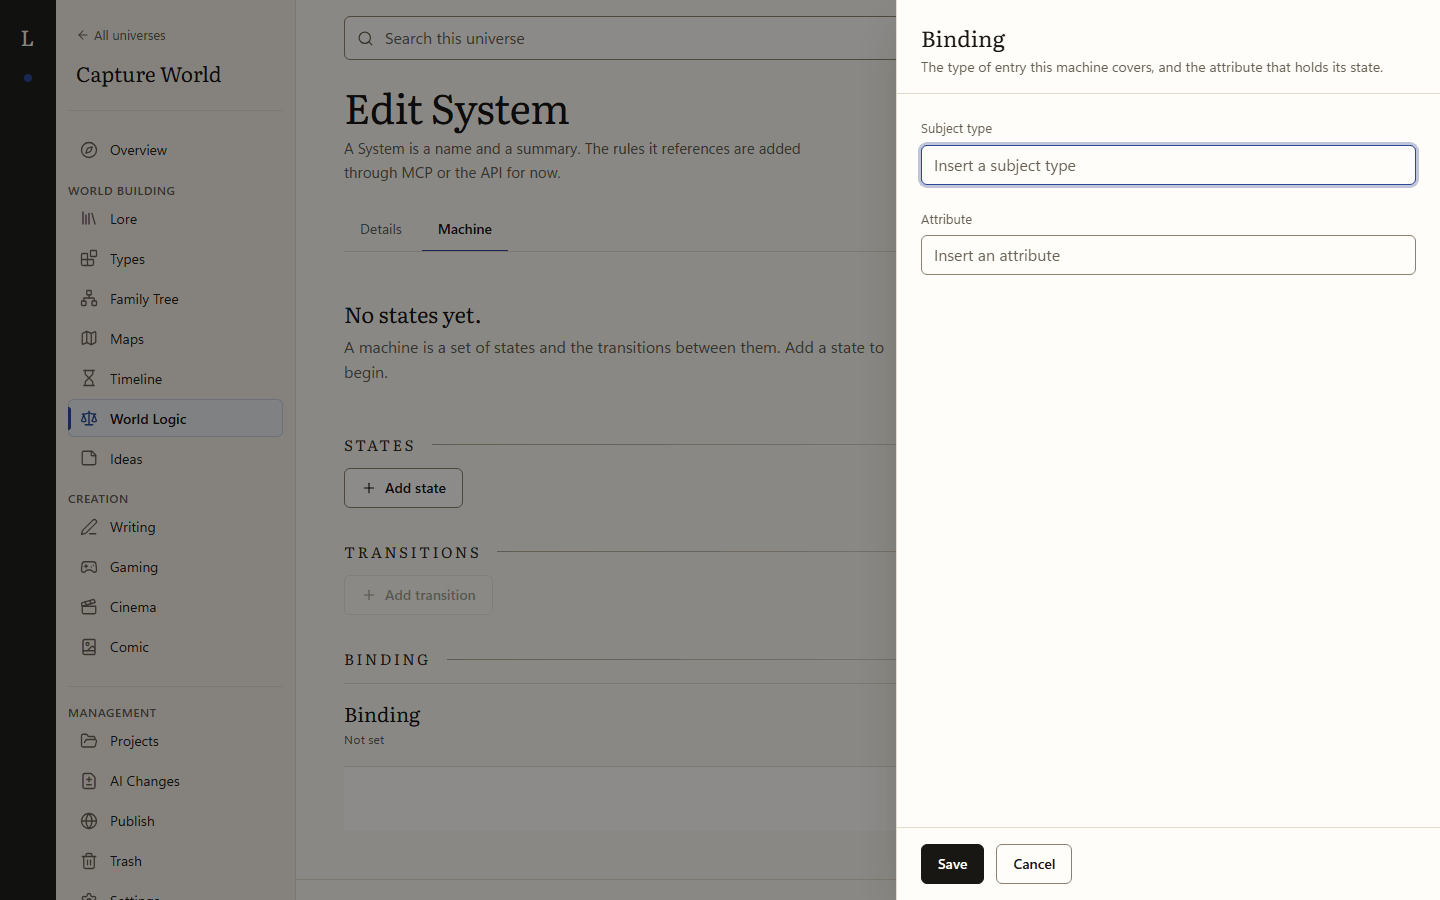 L
All universes
Capture World
Overview
WORLD BUILDING
Lore
Types
Family Tree
Maps
Timeline
World Logic
Ideas
CREATION
Writing
Gaming
Cinema
Comic
MANAGEMENT
Projects
AI Changes
Publish
Trash
Settings
Search this universe
Edit System
A System is a name and a summary. The rules it references are added
through MCP or the API for now.
Details
Machine
No states yet.
A machine is a set of states and the transitions between them. Add a state to
begin.
STATES
Add state
TRANSITIONS
Add transition
BINDING
Binding
Not set
Binding
The type of entry this machine covers, and the attribute that holds its state.
Subject type
Insert a subject type
Attribute
Insert an attribute
Save
Cancel